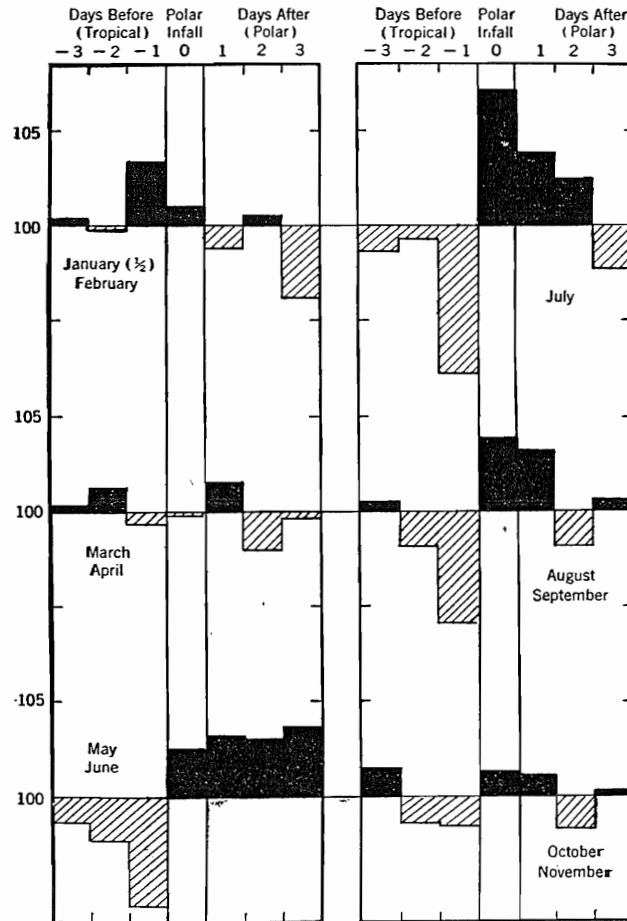 Days Before Polar Days After
(Tropical) Infall (Polar)
−3 −2 −1 0 1 2 3
Days Before Polar Days After
(Tropical) Infall (Polar)
−3 −2 −1 0 1 2 3
105
100
January (½)
February
July
105
100
March
April
August
September
105
May
June
100
October
November